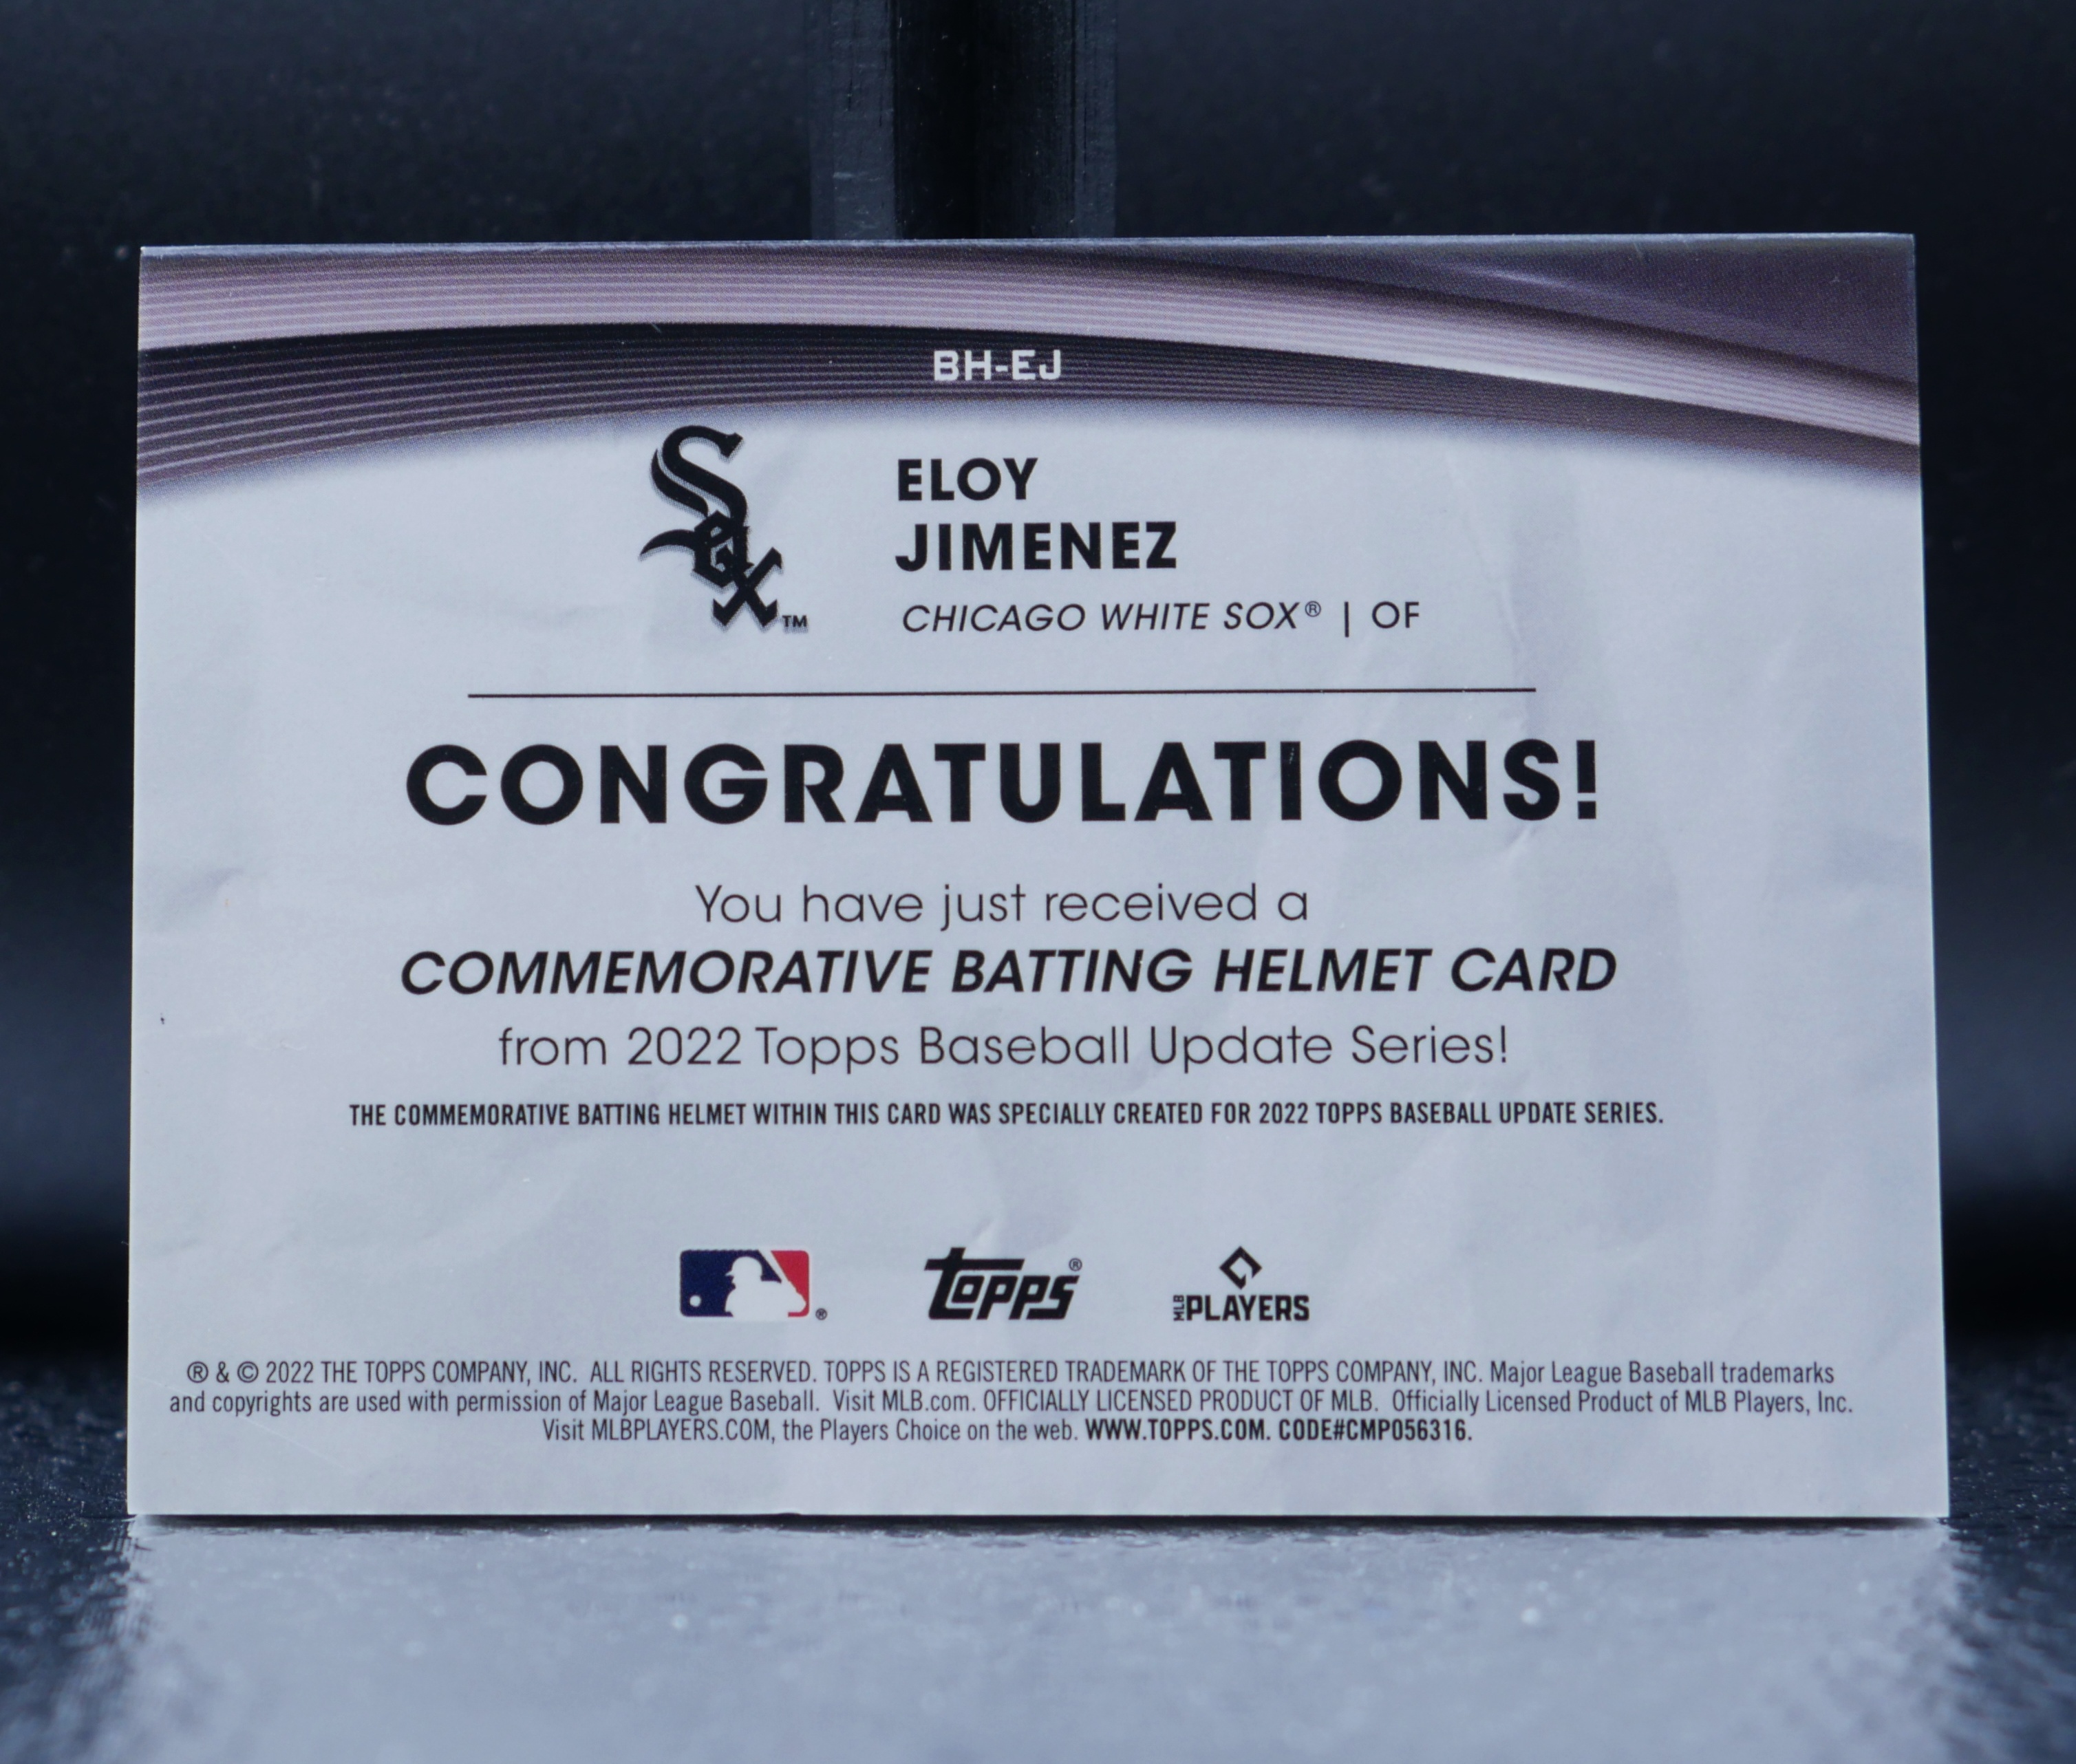 BH-EJ
Sox™
ELOY
JIMENEZ
CHICAGO WHITE SOX® | OF
CONGRATULATIONS!
You have just received a
COMMEMORATIVE BATTING HELMET CARD
from 2022 Topps Baseball Update Series!
THE COMMEMORATIVE BATTING HELMET WITHIN THIS CARD WAS SPECIALLY CREATED FOR 2022 TOPPS BASEBALL UPDATE SERIES.
® topps® MLB PLAYERS
® & © 2022 THE TOPPS COMPANY, INC. ALL RIGHTS RESERVED. TOPPS IS A REGISTERED TRADEMARK OF THE TOPPS COMPANY, INC. Major League Baseball trademarks
and copyrights are used with permission of Major League Baseball. Visit MLB.com. OFFICIALLY LICENSED PRODUCT OF MLB. Officially Licensed Product of MLB Players, Inc.
Visit MLBPLAYERS.COM, the Players Choice on the web. WWW.TOPPS.COM. CODE#CMP056316.